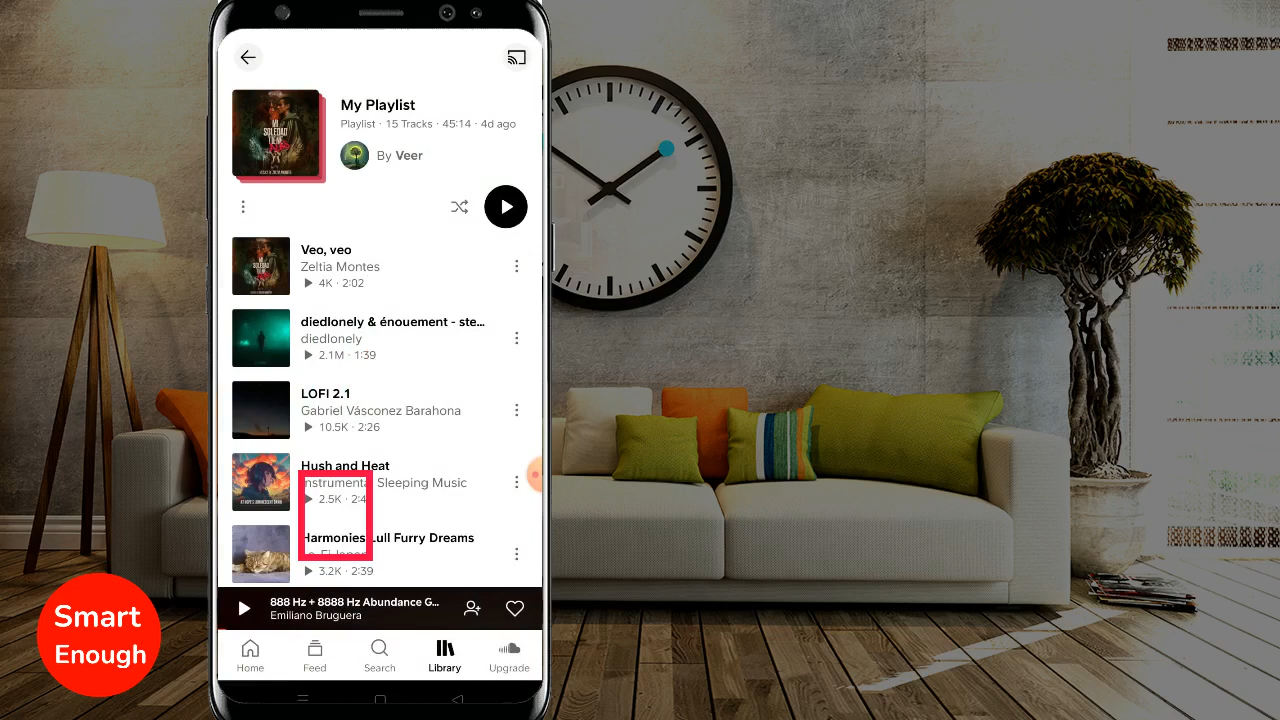 My Playlist
Playlist · 15 Tracks · 45:14 · 4d ago
By Veer
MI
SOLEDAD
TIENE
Veo, veo
Zeltia Montes
4K · 2:02
diedlonely & énouement - ste...
diedlonely
2.1M · 1:39
LOFI 2.1
Gabriel Vásconez Barahona
10.5K · 2:26
Hush and Heat
Instrumental Sleeping Music
2.5K · 2:4
Harmonies Lull Furry Dreams
3.2K · 2:39
888 Hz + 8888 Hz Abundance G...
Emiliano Bruguera
Home
Feed
Search
Library
Upgrade
Smart
Enough